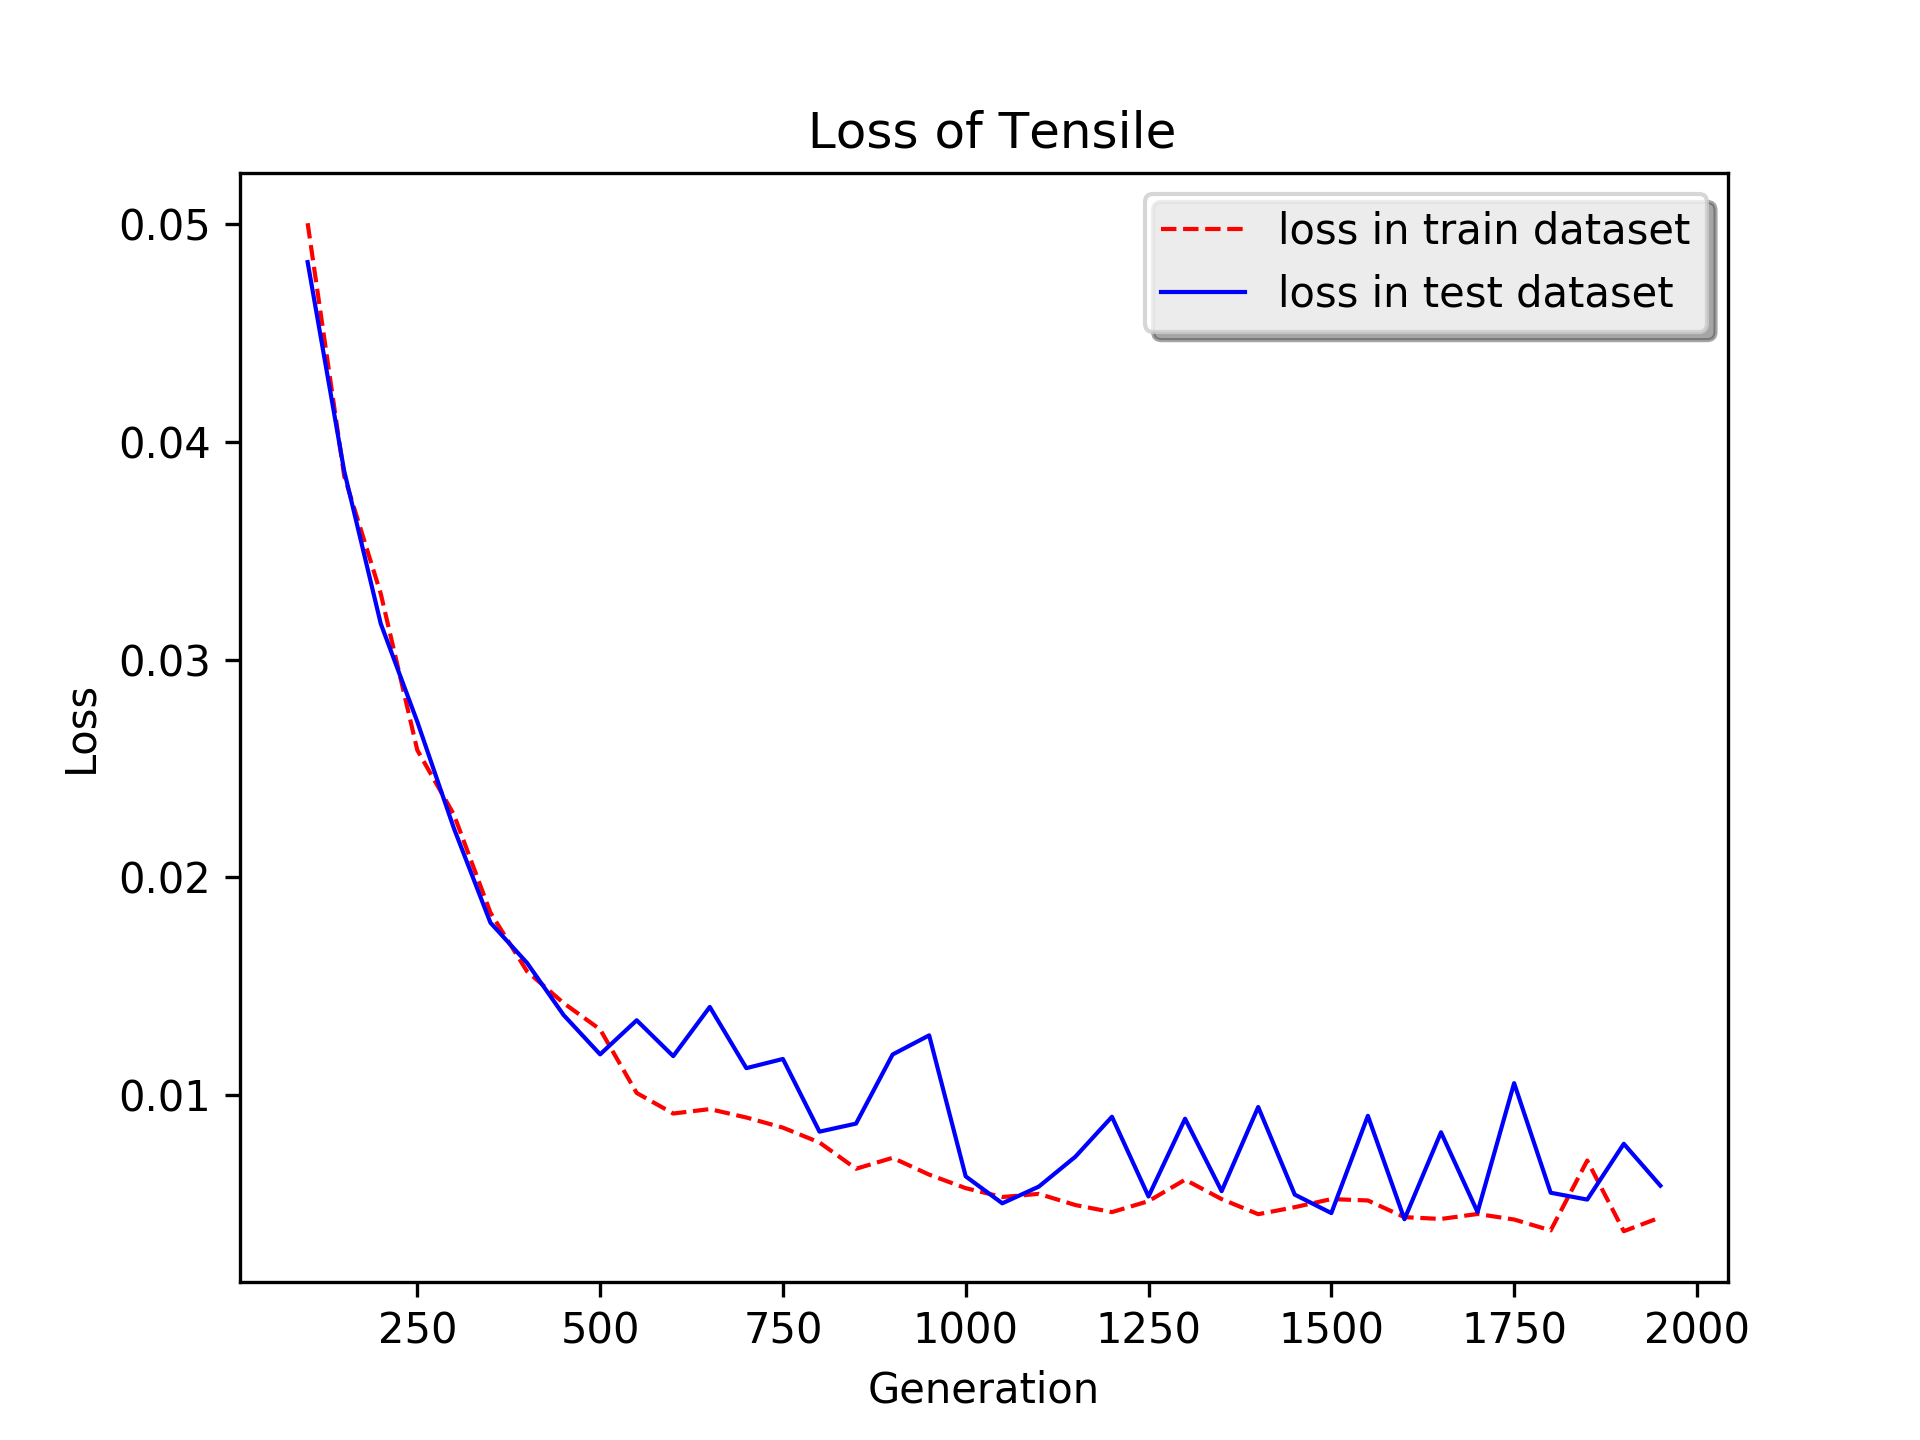 Loss of Tensile
loss in train dataset
loss in test dataset
0.05
0.04
0.03
0.02
0.01
Loss
250 500 750 1000 1250 1500 1750 2000
Generation